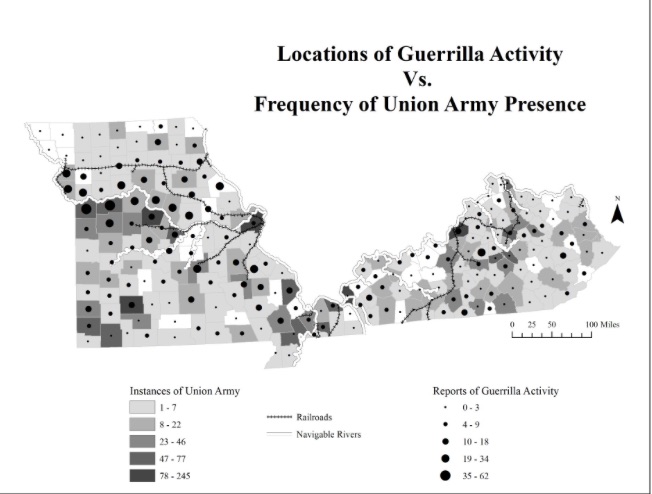 Locations of Guerrilla Activity
Vs.
Frequency of Union Army Presence
N
0 25 50 100 Miles
Instances of Union Army
1 - 7
8 - 22
23 - 46
47 - 77
78 - 245
Railroads
Navigable Rivers
Reports of Guerrilla Activity
0 - 3
4 - 9
10 - 18
19 - 34
35 - 62